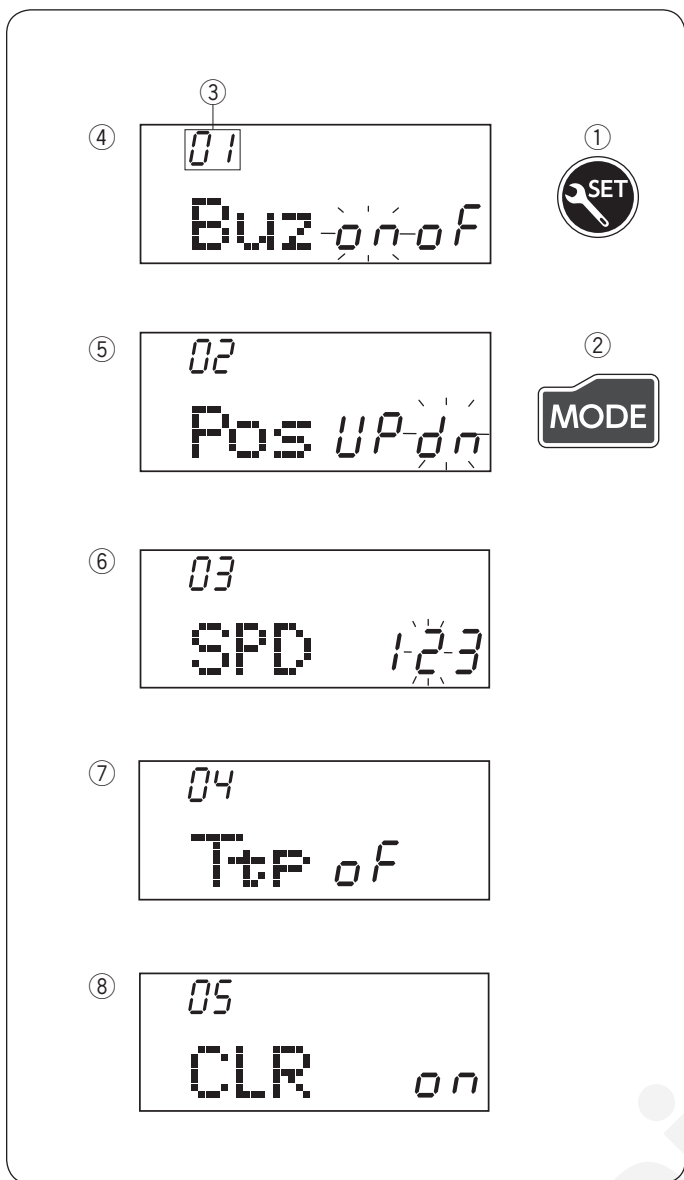 ③
④ 01 ①
SET
Buz on oF
⑤ 02 ②
MODE
Pos UP dn
⑥ 03
SPD 1 2 3
⑦ 04
Ttp oF
⑧ 05
CLR on